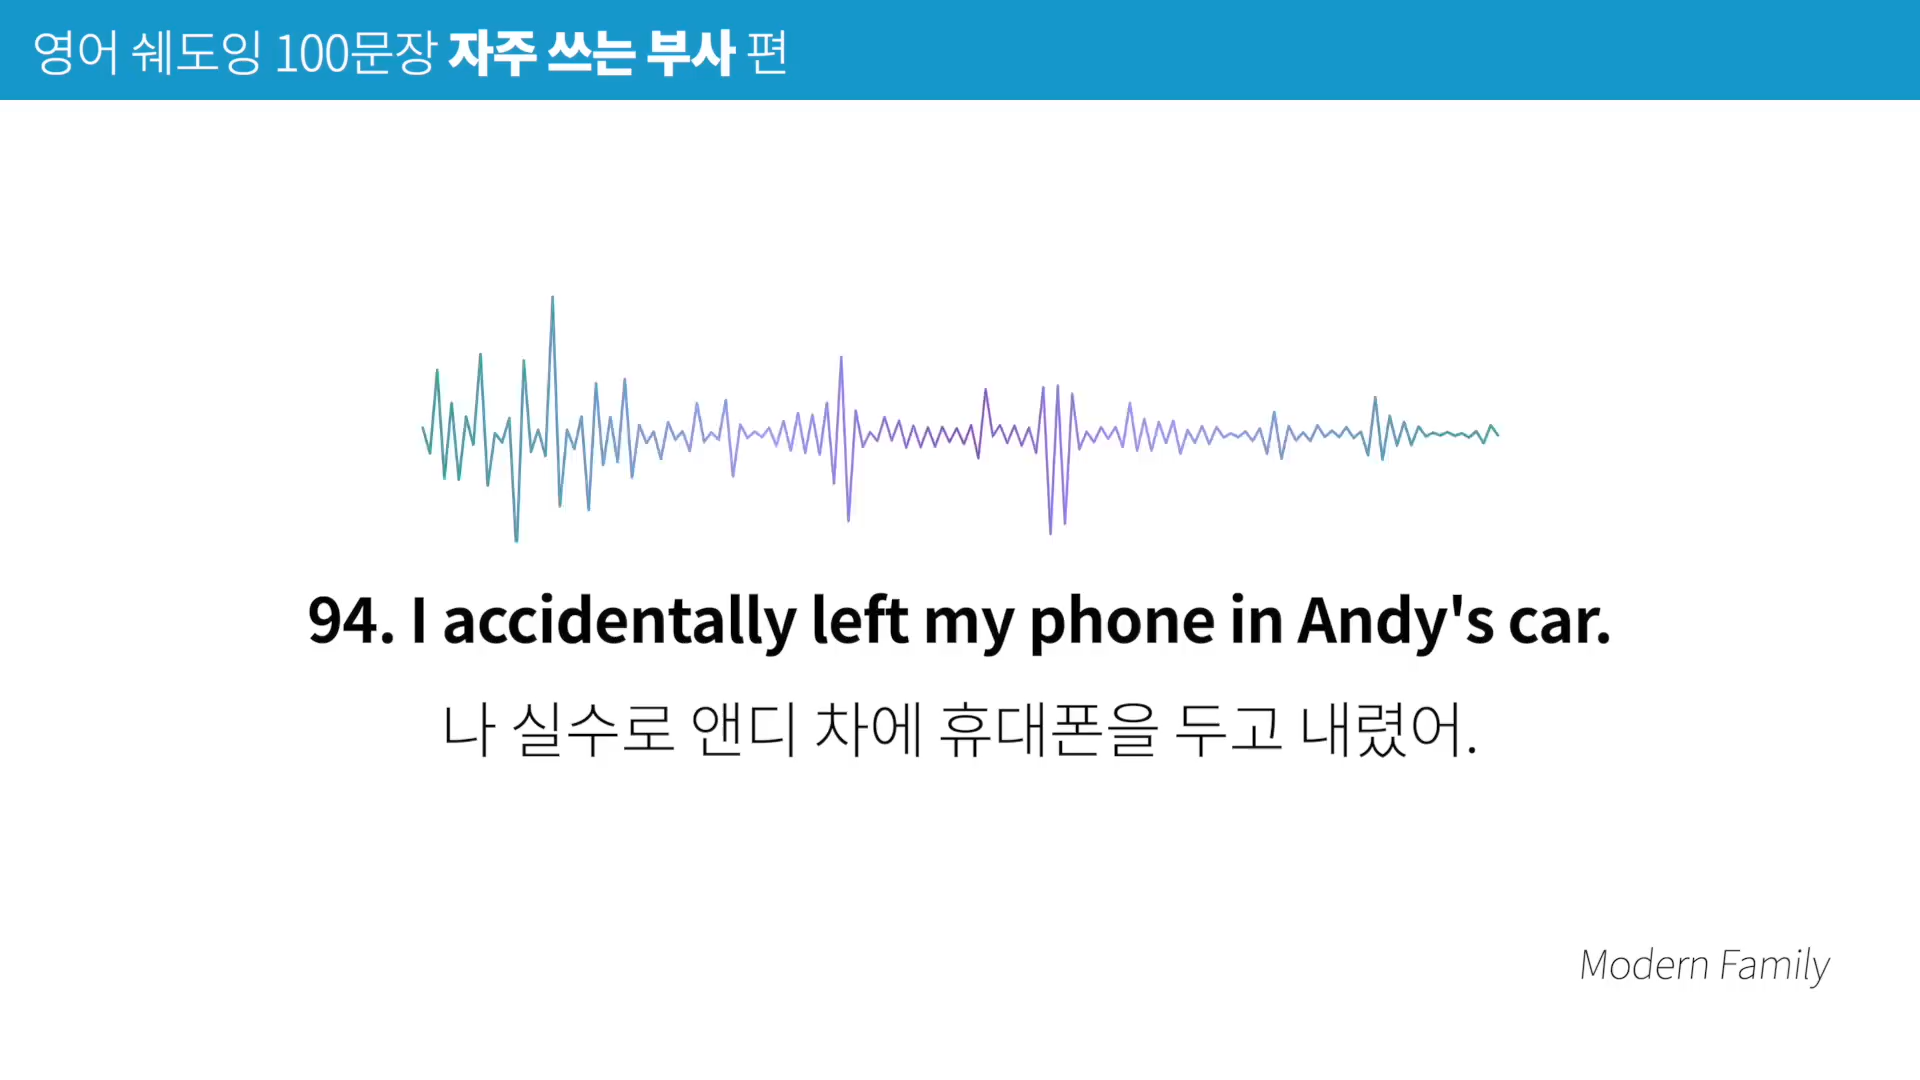 영어 쉐도잉 100문장 자주 쓰는 부사 편
94. I accidentally left my phone in Andy's car.
나 실수로 앤디 차에 휴대폰을 두고 내렸어.
Modern Family